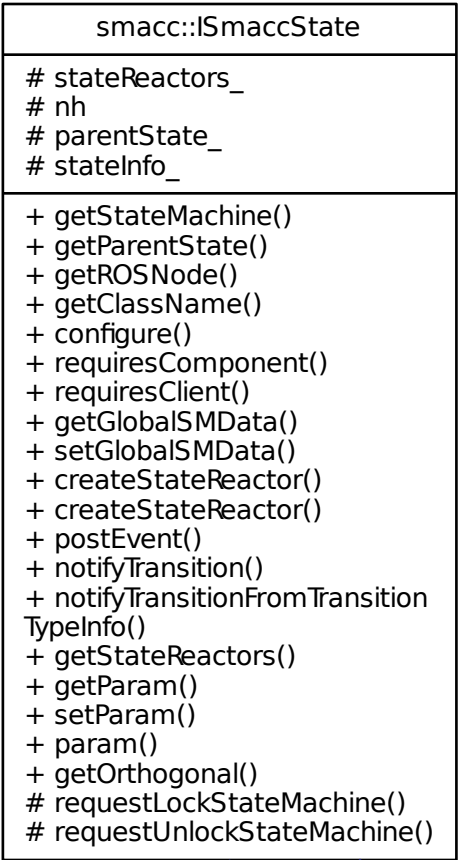 smacc::ISmaccState
# stateReactors_
# nh
# parentState_
# stateInfo_
+ getStateMachine()
+ getParentState()
+ getROSNode()
+ getClassName()
+ configure()
+ requiresComponent()
+ requiresClient()
+ getGlobalSMData()
+ setGlobalSMData()
+ createStateReactor()
+ createStateReactor()
+ postEvent()
+ notifyTransition()
+ notifyTransitionFromTransition
TypeInfo()
+ getStateReactors()
+ getParam()
+ setParam()
+ param()
+ getOrthogonal()
# requestLockStateMachine()
# requestUnlockStateMachine()